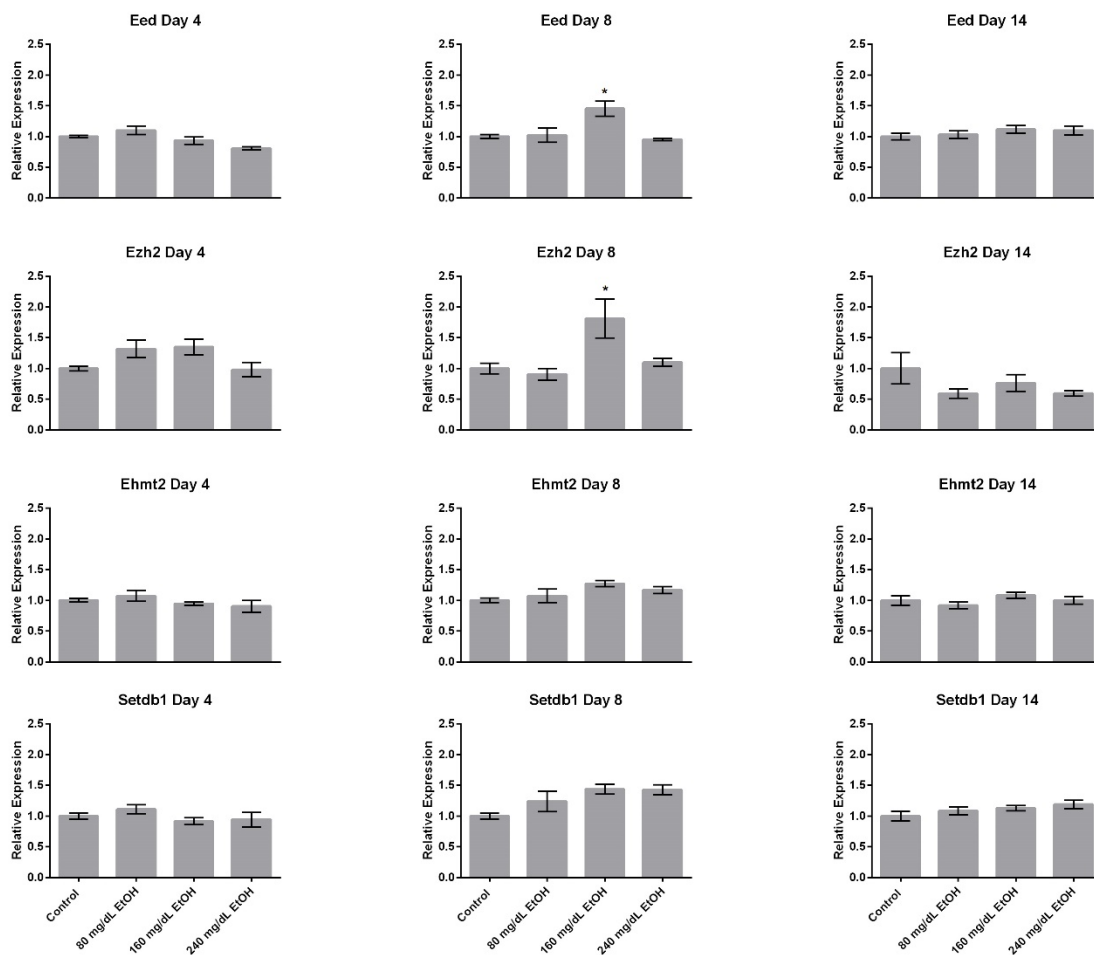 Eed Day 4
Eed Day 8
Eed Day 14
Relative Expression
2.5
2.0
1.5
1.0
0.5
0.0
Relative Expression
2.5
2.0
1.5
1.0
0.5
0.0
*
Relative Expression
2.5
2.0
1.5
1.0
0.5
0.0
Ezh2 Day 4
Ezh2 Day 8
Ezh2 Day 14
Relative Expression
2.5
2.0
1.5
1.0
0.5
0.0
Relative Expression
2.5
2.0
1.5
1.0
0.5
0.0
*
Relative Expression
2.5
2.0
1.5
1.0
0.5
0.0
Ehmt2 Day 4
Ehmt2 Day 8
Ehmt2 Day 14
Relative Expression
2.5
2.0
1.5
1.0
0.5
0.0
Relative Expression
2.5
2.0
1.5
1.0
0.5
0.0
Relative Expression
2.5
2.0
1.5
1.0
0.5
0.0
Setdb1 Day 4
Setdb1 Day 8
Setdb1 Day 14
Relative Expression
2.5
2.0
1.5
1.0
0.5
0.0
Relative Expression
2.5
2.0
1.5
1.0
0.5
0.0
Relative Expression
2.5
2.0
1.5
1.0
0.5
0.0
Control
80 mg/dL EtOH
160 mg/dL EtOH
240 mg/dL EtOH
Control
80 mg/dL EtOH
160 mg/dL EtOH
240 mg/dL EtOH
Control
80 mg/dL EtOH
160 mg/dL EtOH
240 mg/dL EtOH